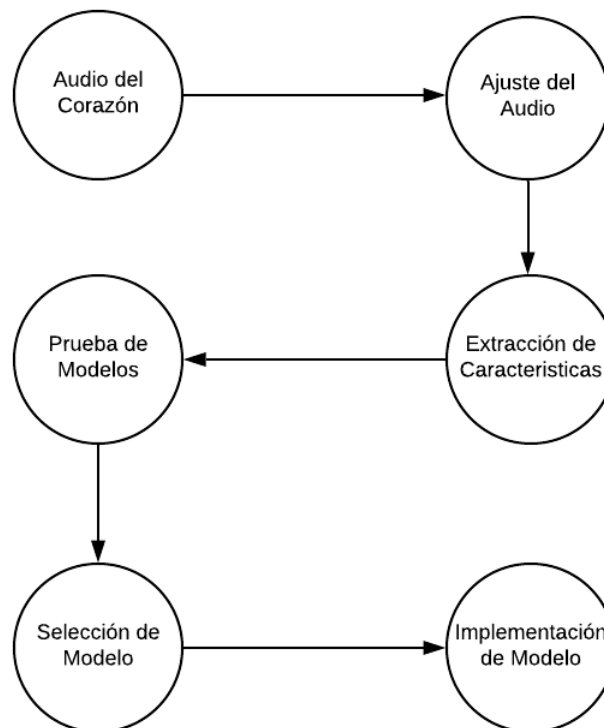 Audio del
Corazón
Ajuste del
Audio
Extracción de
Caracteristicas
Prueba de
Modelos
Selección de
Modelo
Implementación
de Modelo